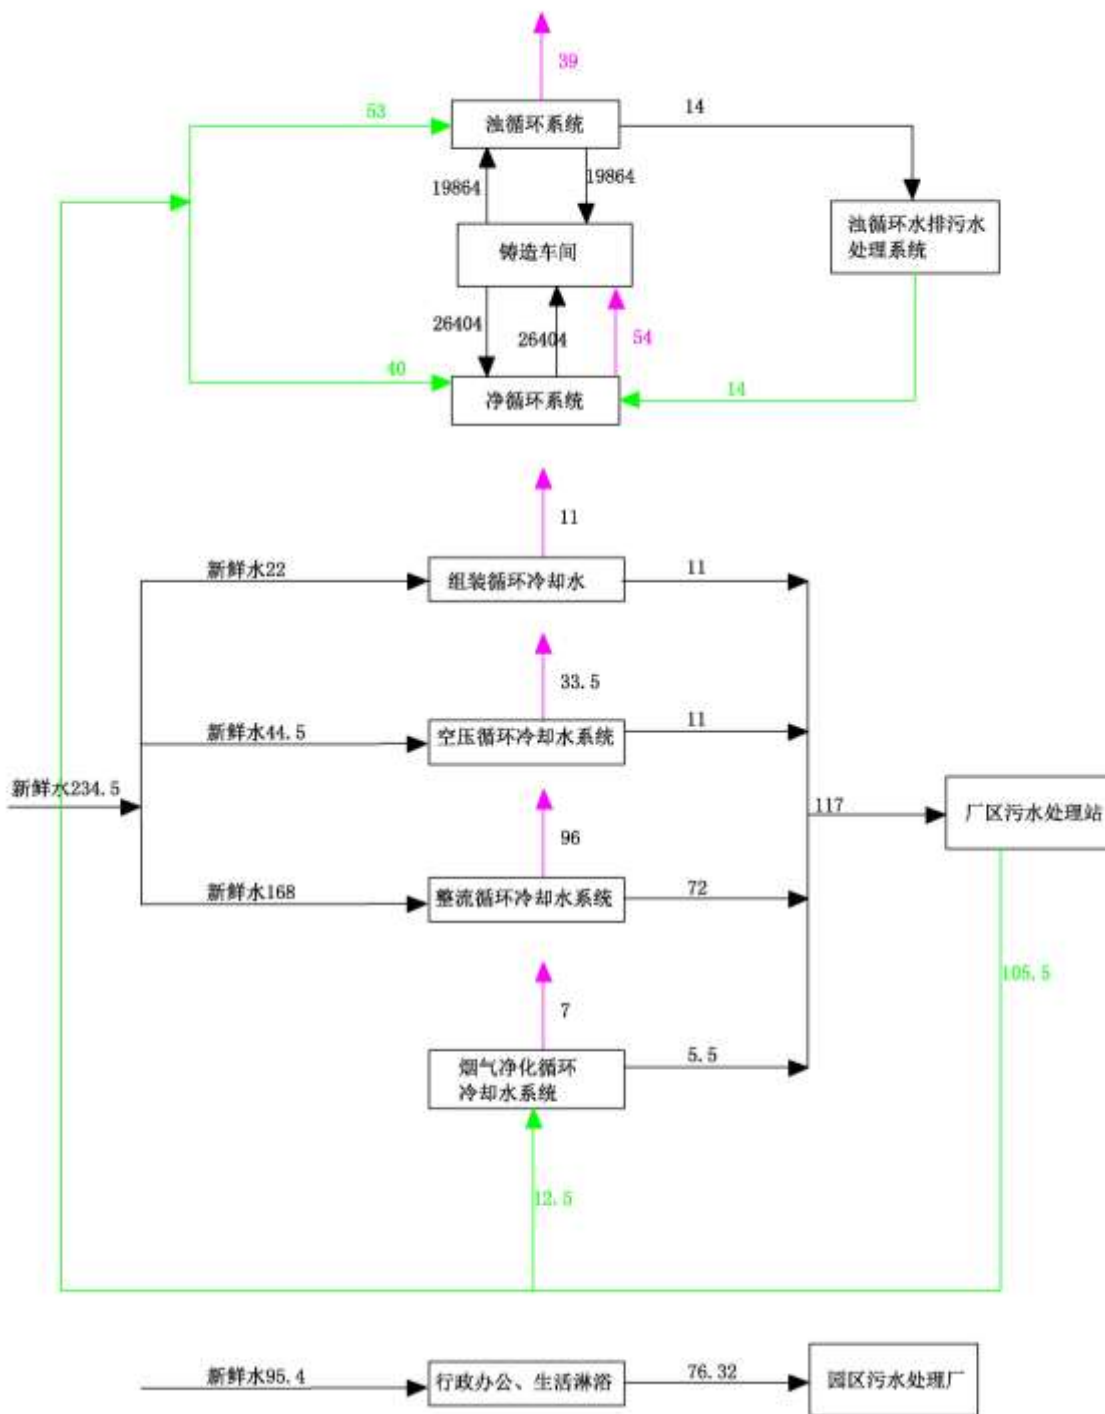 39
53
14
浊循环系统
19864
19864
浊循环水排污水
处理系统
铸造车间
26404
26404
54
40
14
净循环系统
11
新鲜水22
组装循环冷却水
11
33.5
新鲜水44.5
空压循环冷却水系统
11
新鲜水234.5
117
厂区污水处理站
96
新鲜水168
整流循环冷却水系统
72
105.5
7
烟气净化循环
冷却水系统
5.5
12.5
新鲜水95.4
行政办公、生活淋浴
76.32
园区污水处理厂